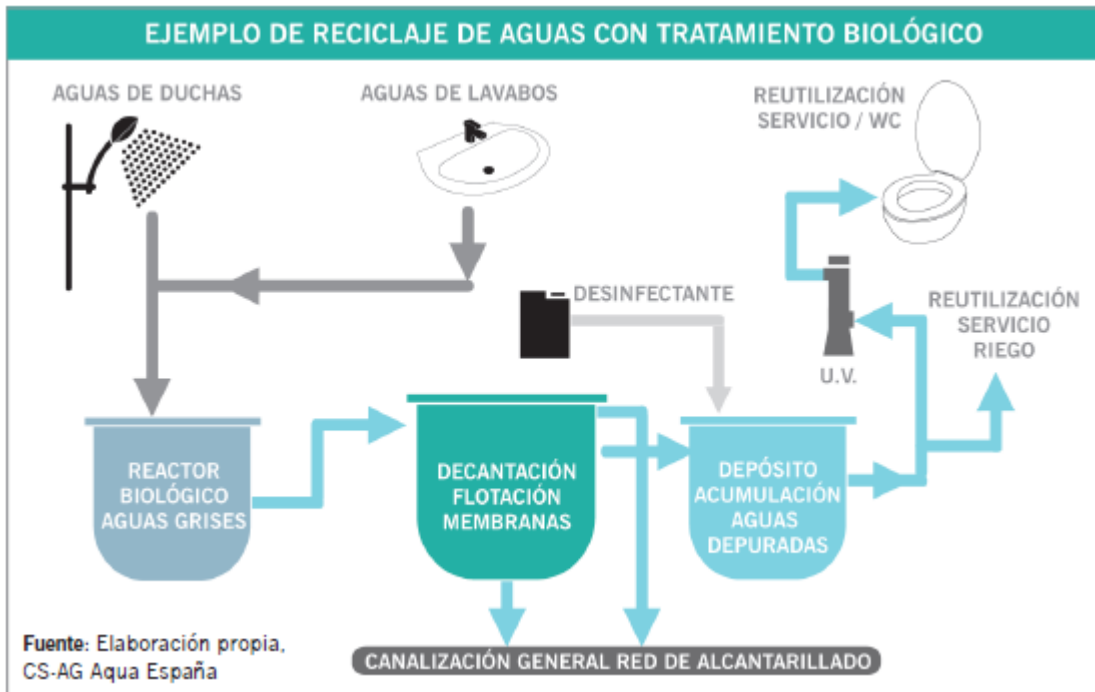 EJEMPLO DE RECICLAJE DE AGUAS CON TRATAMIENTO BIOLÓGICO
AGUAS DE DUCHAS
AGUAS DE LAVABOS
REUTILIZACIÓN
SERVICIO / WC
DESINFECTANTE
U.V.
REUTILIZACIÓN
SERVICIO
RIEGO
REACTOR
BIOLÓGICO
AGUAS GRISES
DECANTACIÓN
FLOTACIÓN
MEMBRANAS
DEPÓSITO
ACUMULACIÓN
AGUAS
DEPURADAS
Fuente: Elaboración propia,
CS-AG Aqua España
CANALIZACIÓN GENERAL RED DE ALCANTARILLADO